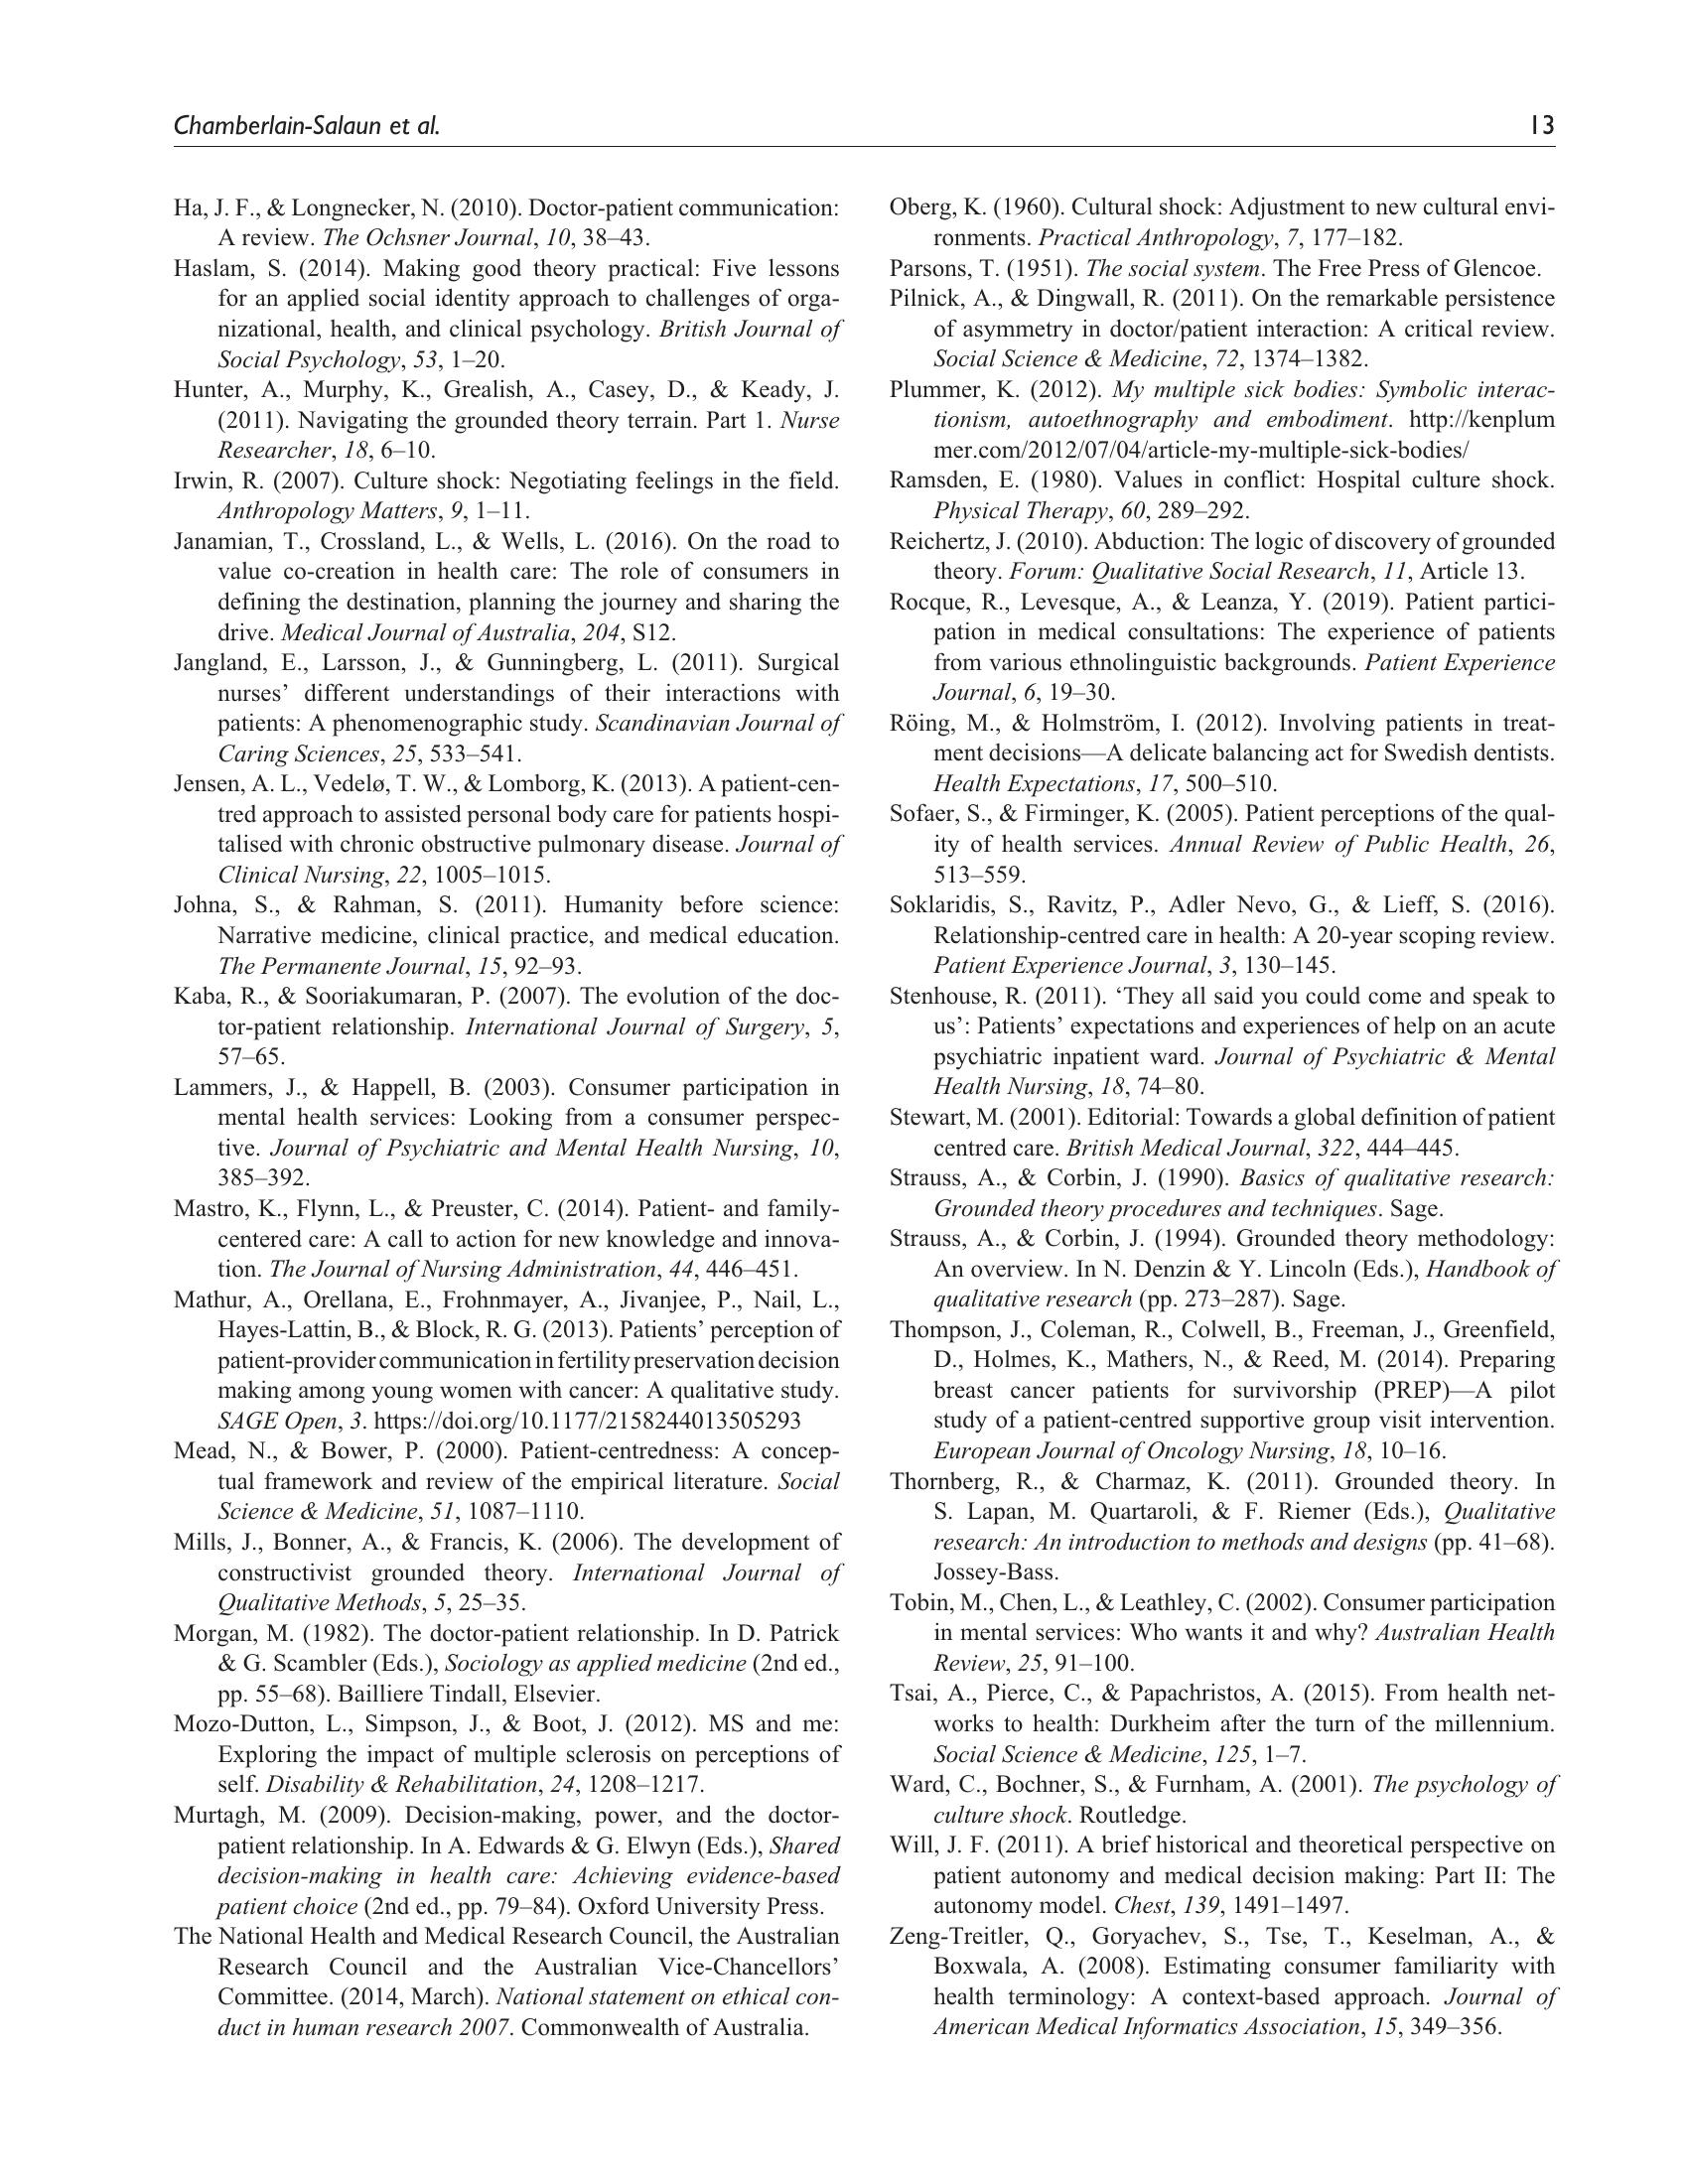 Chamberlain-Salaun et al.
13
Ha, J. F., & Longnecker, N. (2010). Doctor-patient communication:
A review. The Ochsner Journal, 10, 38–43.
Haslam, S. (2014). Making good theory practical: Five lessons
for an applied social identity approach to challenges of orga-
nizational, health, and clinical psychology. British Journal of
Social Psychology, 53, 1–20.
Hunter, A., Murphy, K., Grealish, A., Casey, D., & Keady, J.
(2011). Navigating the grounded theory terrain. Part 1. Nurse
Researcher, 18, 6–10.
Irwin, R. (2007). Culture shock: Negotiating feelings in the field.
Anthropology Matters, 9, 1–11.
Janamian, T., Crossland, L., & Wells, L. (2016). On the road to
value co-creation in health care: The role of consumers in
defining the destination, planning the journey and sharing the
drive. Medical Journal of Australia, 204, S12.
Jangland, E., Larsson, J., & Gunningberg, L. (2011). Surgical
nurses’ different understandings of their interactions with
patients: A phenomenographic study. Scandinavian Journal of
Caring Sciences, 25, 533–541.
Jensen, A. L., Vedelø, T. W., & Lomborg, K. (2013). A patient-cen-
tred approach to assisted personal body care for patients hospi-
talised with chronic obstructive pulmonary disease. Journal of
Clinical Nursing, 22, 1005–1015.
Johna, S., & Rahman, S. (2011). Humanity before science:
Narrative medicine, clinical practice, and medical education.
The Permanente Journal, 15, 92–93.
Kaba, R., & Sooriakumaran, P. (2007). The evolution of the doc-
tor-patient relationship. International Journal of Surgery, 5,
57–65.
Lammers, J., & Happell, B. (2003). Consumer participation in
mental health services: Looking from a consumer perspec-
tive. Journal of Psychiatric and Mental Health Nursing, 10,
385–392.
Mastro, K., Flynn, L., & Preuster, C. (2014). Patient- and family-
centered care: A call to action for new knowledge and innova-
tion. The Journal of Nursing Administration, 44, 446–451.
Mathur, A., Orellana, E., Frohnmayer, A., Jivanjee, P., Nail, L.,
Hayes-Lattin, B., & Block, R. G. (2013). Patients’ perception of
patient-provider communication in fertility preservation decision
making among young women with cancer: A qualitative study.
SAGE Open, 3. https://doi.org/10.1177/2158244013505293
Mead, N., & Bower, P. (2000). Patient-centredness: A concep-
tual framework and review of the empirical literature. Social
Science & Medicine, 51, 1087–1110.
Mills, J., Bonner, A., & Francis, K. (2006). The development of
constructivist grounded theory. International Journal of
Qualitative Methods, 5, 25–35.
Morgan, M. (1982). The doctor-patient relationship. In D. Patrick
& G. Scambler (Eds.), Sociology as applied medicine (2nd ed.,
pp. 55–68). Bailliere Tindall, Elsevier.
Mozo-Dutton, L., Simpson, J., & Boot, J. (2012). MS and me:
Exploring the impact of multiple sclerosis on perceptions of
self. Disability & Rehabilitation, 24, 1208–1217.
Murtagh, M. (2009). Decision-making, power, and the doctor-
patient relationship. In A. Edwards & G. Elwyn (Eds.), Shared
decision-making in health care: Achieving evidence-based
patient choice (2nd ed., pp. 79–84). Oxford University Press.
The National Health and Medical Research Council, the Australian
Research Council and the Australian Vice-Chancellors’
Committee. (2014, March). National statement on ethical con-
duct in human research 2007. Commonwealth of Australia.
Oberg, K. (1960). Cultural shock: Adjustment to new cultural envi-
ronments. Practical Anthropology, 7, 177–182.
Parsons, T. (1951). The social system. The Free Press of Glencoe.
Pilnick, A., & Dingwall, R. (2011). On the remarkable persistence
of asymmetry in doctor/patient interaction: A critical review.
Social Science & Medicine, 72, 1374–1382.
Plummer, K. (2012). My multiple sick bodies: Symbolic interac-
tionism, autoethnography and embodiment. http://kenplum
mer.com/2012/07/04/article-my-multiple-sick-bodies/
Ramsden, E. (1980). Values in conflict: Hospital culture shock.
Physical Therapy, 60, 289–292.
Reichertz, J. (2010). Abduction: The logic of discovery of grounded
theory. Forum: Qualitative Social Research, 11, Article 13.
Rocque, R., Levesque, A., & Leanza, Y. (2019). Patient partici-
pation in medical consultations: The experience of patients
from various ethnolinguistic backgrounds. Patient Experience
Journal, 6, 19–30.
Röing, M., & Holmström, I. (2012). Involving patients in treat-
ment decisions—A delicate balancing act for Swedish dentists.
Health Expectations, 17, 500–510.
Sofaer, S., & Firminger, K. (2005). Patient perceptions of the qual-
ity of health services. Annual Review of Public Health, 26,
513–559.
Soklaridis, S., Ravitz, P., Adler Nevo, G., & Lieff, S. (2016).
Relationship-centred care in health: A 20-year scoping review.
Patient Experience Journal, 3, 130–145.
Stenhouse, R. (2011). ‘They all said you could come and speak to
us’: Patients’ expectations and experiences of help on an acute
psychiatric inpatient ward. Journal of Psychiatric & Mental
Health Nursing, 18, 74–80.
Stewart, M. (2001). Editorial: Towards a global definition of patient
centred care. British Medical Journal, 322, 444–445.
Strauss, A., & Corbin, J. (1990). Basics of qualitative research:
Grounded theory procedures and techniques. Sage.
Strauss, A., & Corbin, J. (1994). Grounded theory methodology:
An overview. In N. Denzin & Y. Lincoln (Eds.), Handbook of
qualitative research (pp. 273–287). Sage.
Thompson, J., Coleman, R., Colwell, B., Freeman, J., Greenfield,
D., Holmes, K., Mathers, N., & Reed, M. (2014). Preparing
breast cancer patients for survivorship (PREP)—A pilot
study of a patient-centred supportive group visit intervention.
European Journal of Oncology Nursing, 18, 10–16.
Thornberg, R., & Charmaz, K. (2011). Grounded theory. In
S. Lapan, M. Quartaroli, & F. Riemer (Eds.), Qualitative
research: An introduction to methods and designs (pp. 41–68).
Jossey-Bass.
Tobin, M., Chen, L., & Leathley, C. (2002). Consumer participation
in mental services: Who wants it and why? Australian Health
Review, 25, 91–100.
Tsai, A., Pierce, C., & Papachristos, A. (2015). From health net-
works to health: Durkheim after the turn of the millennium.
Social Science & Medicine, 125, 1–7.
Ward, C., Bochner, S., & Furnham, A. (2001). The psychology of
culture shock. Routledge.
Will, J. F. (2011). A brief historical and theoretical perspective on
patient autonomy and medical decision making: Part II: The
autonomy model. Chest, 139, 1491–1497.
Zeng-Treitler, Q., Goryachev, S., Tse, T., Keselman, A., &
Boxwala, A. (2008). Estimating consumer familiarity with
health terminology: A context-based approach. Journal of
American Medical Informatics Association, 15, 349–356.